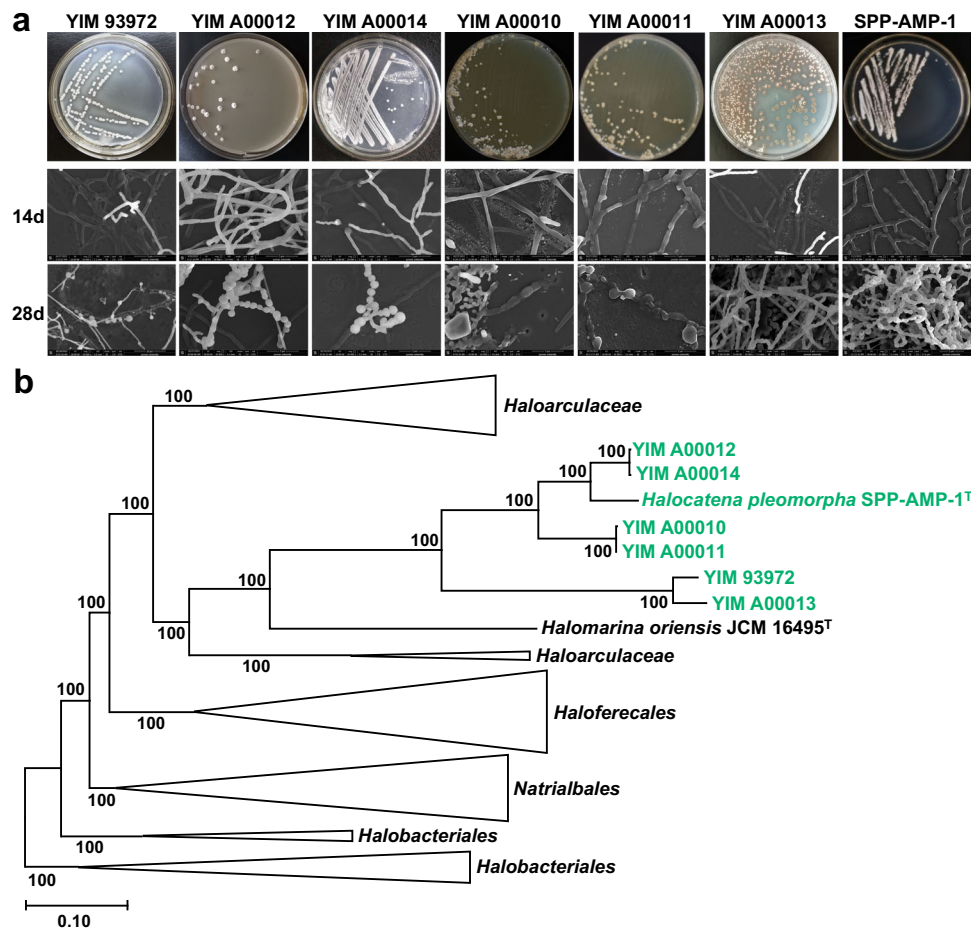 a
YIM 93972 YIM A00012 YIM A00014 YIM A00010 YIM A00011 YIM A00013 SPP-AMP-1
14d
28d
b
100
Haloarculaceae
100
YIM A00012
100
YIM A00014
100
Halocatena pleomorpha SPP-AMP-1ᵀ
100
YIM A00010
100
YIM A00011
100
YIM 93972
100
YIM A00013
100
Halomarina oriensis JCM 16495ᵀ
100
100
Haloarculaceae
100
100
Haloferecales
100
100
Natrialbales
100
100
Halobacteriales
100
Halobacteriales
100
0.10